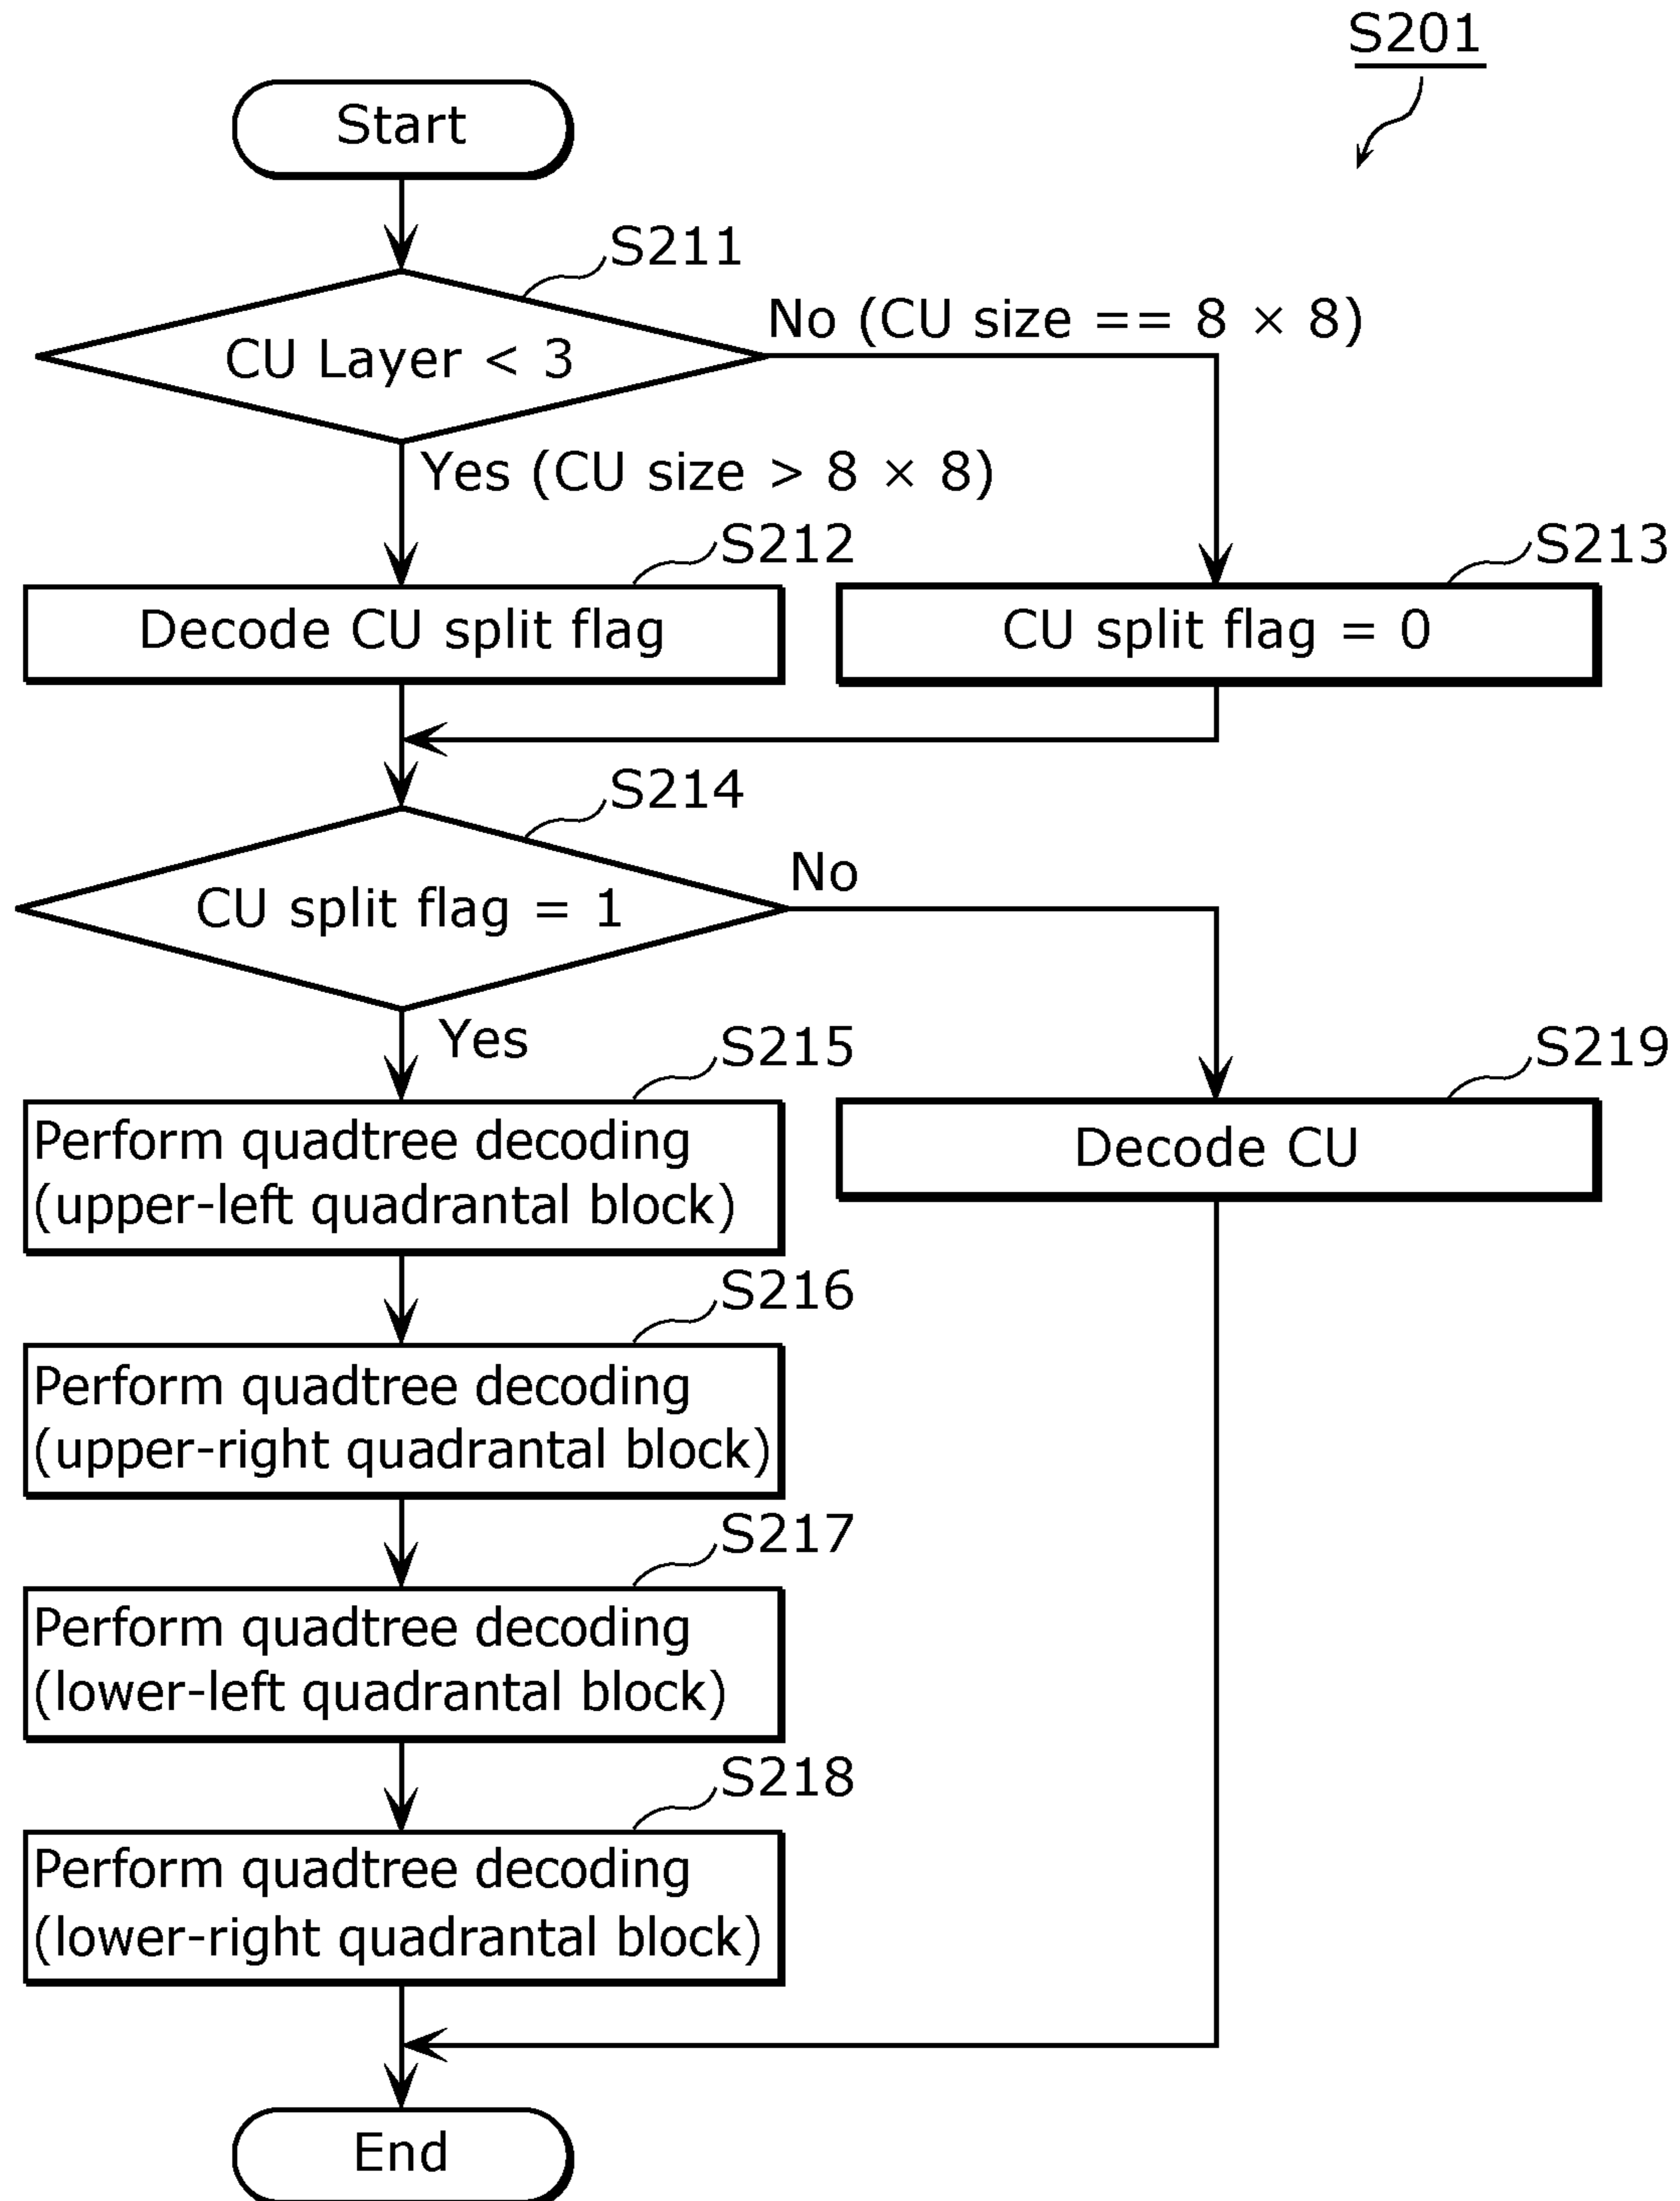 S201
Start
S211
CU Layer < 3
No (CU size == 8 × 8)
Yes (CU size > 8 × 8)
S212
S213
Decode CU split flag
CU split flag = 0
S214
CU split flag = 1
No
Yes
S215
S219
Perform quadtree decoding
(upper-left quadrantal block)
Decode CU
S216
Perform quadtree decoding
(upper-right quadrantal block)
S217
Perform quadtree decoding
(lower-left quadrantal block)
S218
Perform quadtree decoding
(lower-right quadrantal block)
End